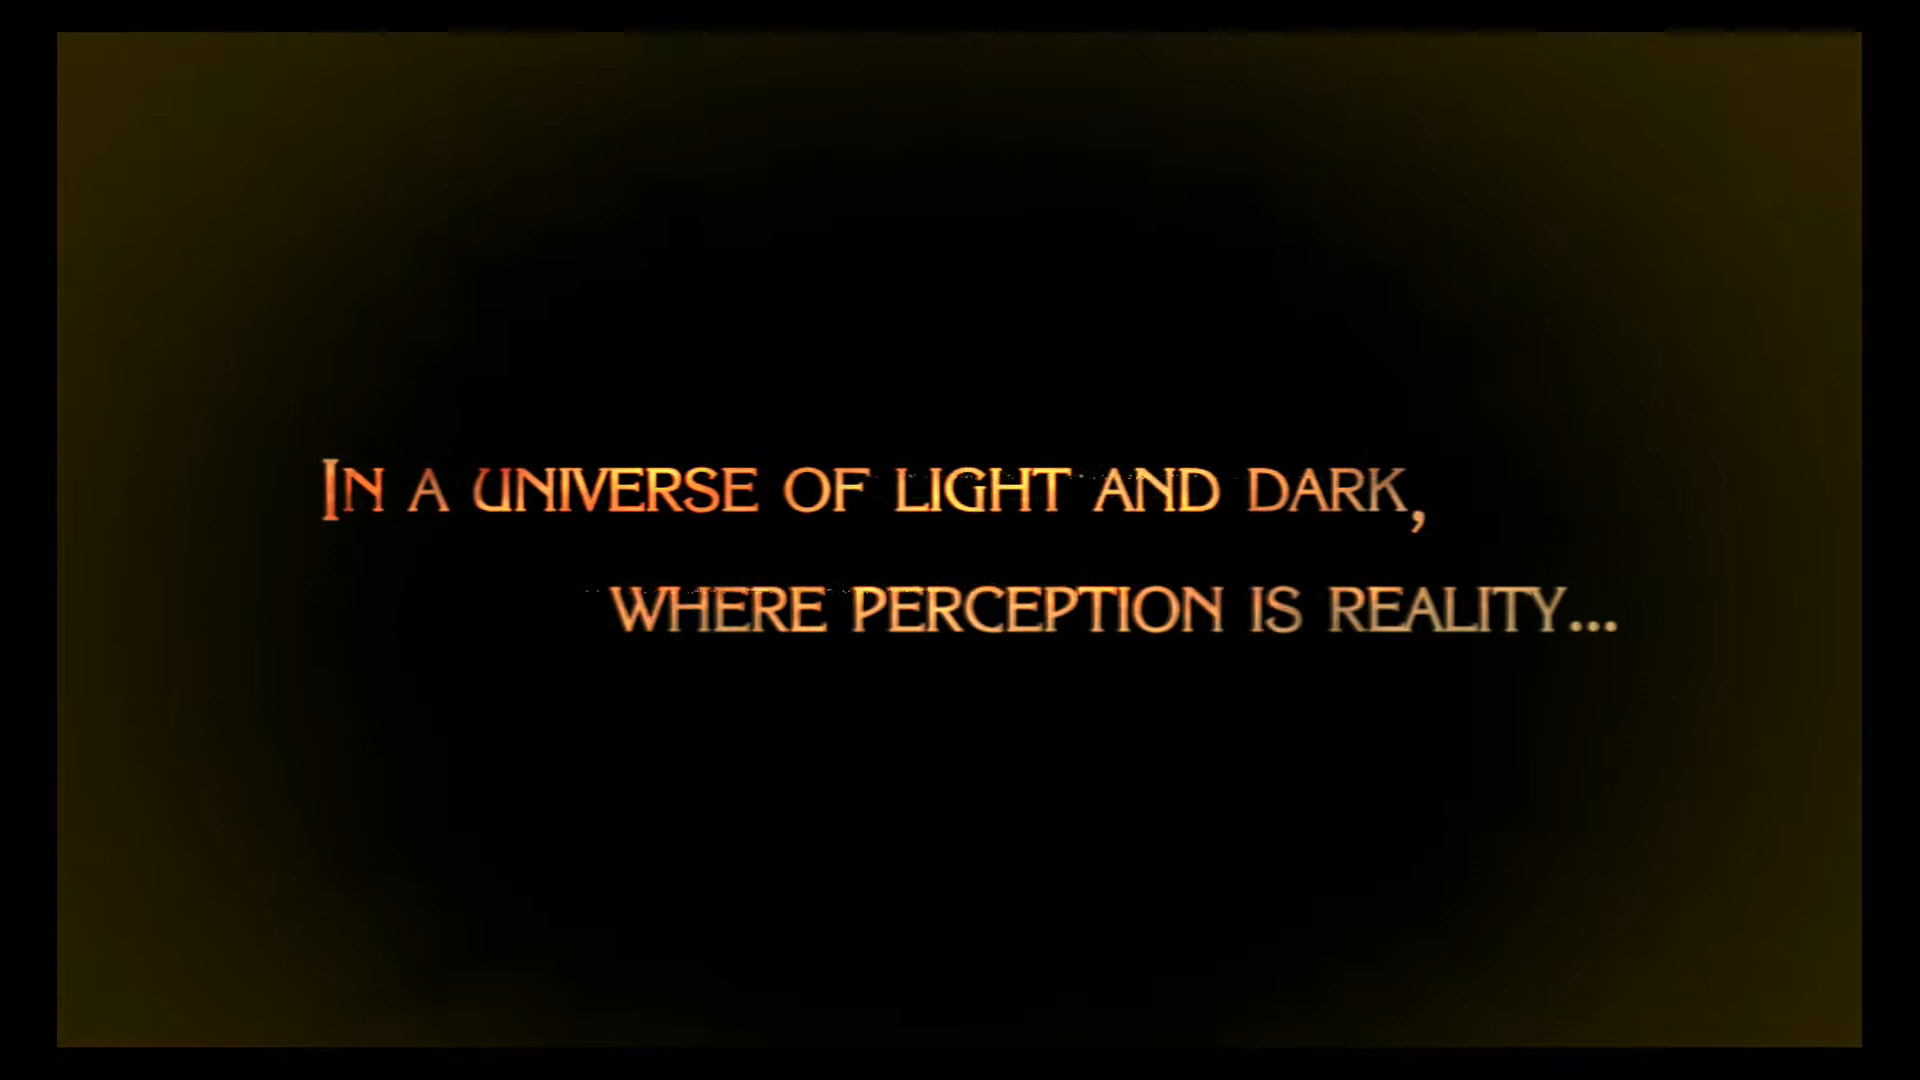 In a universe of light and dark,
where perception is reality...